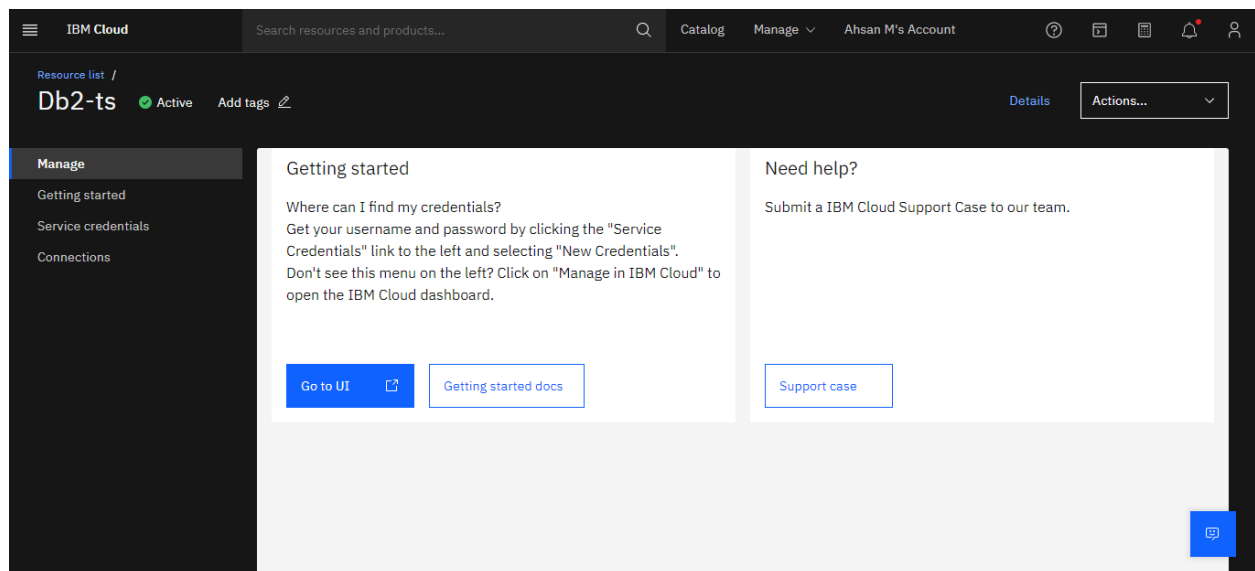 IBM Cloud
Search resources and products...
Catalog
Manage
Ahsan M's Account
Resource list /
Db2-ts
Active
Add tags
Details
Actions...
Manage
Getting started
Service credentials
Connections
Getting started
Where can I find my credentials?
Get your username and password by clicking the "Service
Credentials" link to the left and selecting "New Credentials".
Don't see this menu on the left? Click on "Manage in IBM Cloud" to
open the IBM Cloud dashboard.
Go to UI
Getting started docs
Need help?
Submit a IBM Cloud Support Case to our team.
Support case